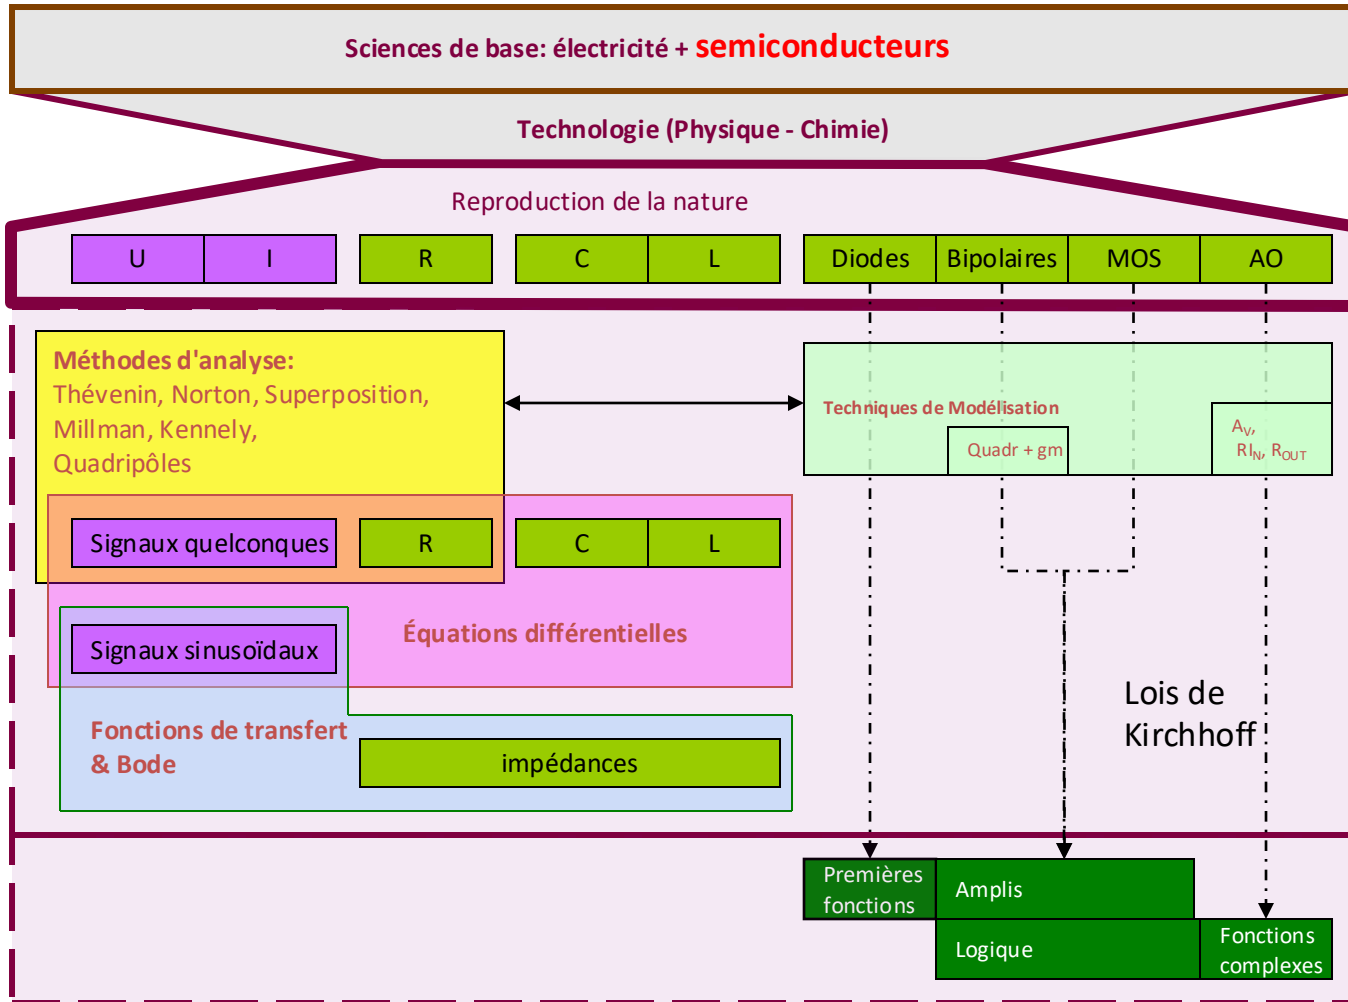 Sciences de base: électricité + semiconducteurs
Technologie (Physique - Chimie)
Reproduction de la nature
U
I
R
C
L
Diodes
Bipolaires
MOS
AO
Méthodes d'analyse:
Thévenin, Norton, Superposition,
Millman, Kennely,
Quadripôles
Techniques de Modélisation
Quadr + gm
AV,
RIN, ROUT
Signaux quelconques
R
C
L
Équations différentielles
Signaux sinusoïdaux
Fonctions de transfert
& Bode
impédances
Lois de
Kirchhoff
Premières
fonctions
Amplis
Logique
Fonctions
complexes